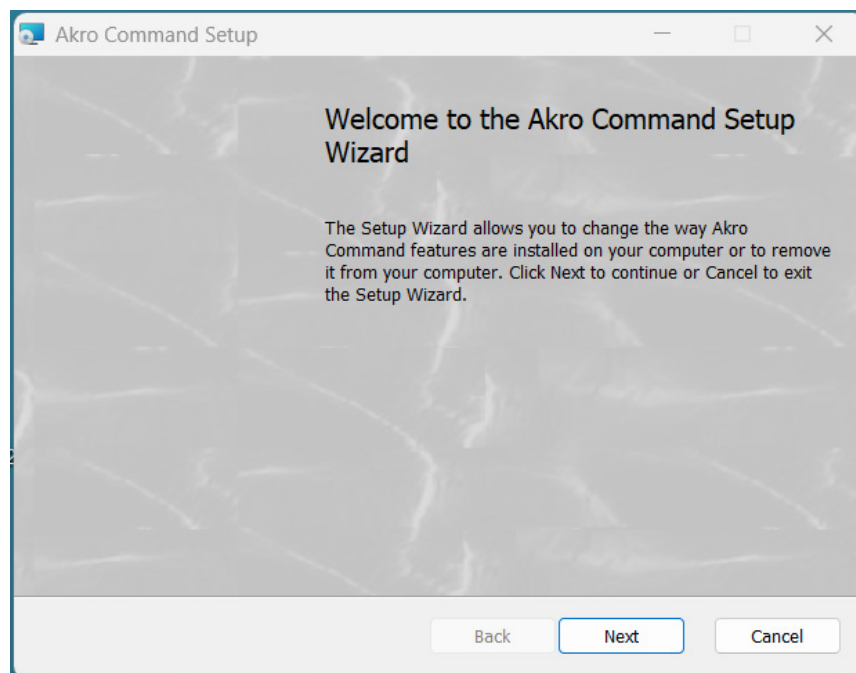 Akro Command Setup
Welcome to the Akro Command Setup
Wizard
The Setup Wizard allows you to change the way Akro
Command features are installed on your computer or to remove
it from your computer. Click Next to continue or Cancel to exit
the Setup Wizard.
Back
Next
Cancel